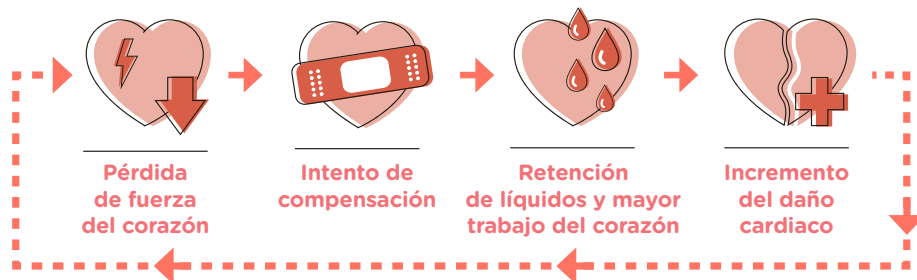 Pérdida
de fuerza
del corazón
Intento de
compensación
Retención
de líquidos y mayor
trabajo del corazón
Incremento
del daño
cardiaco